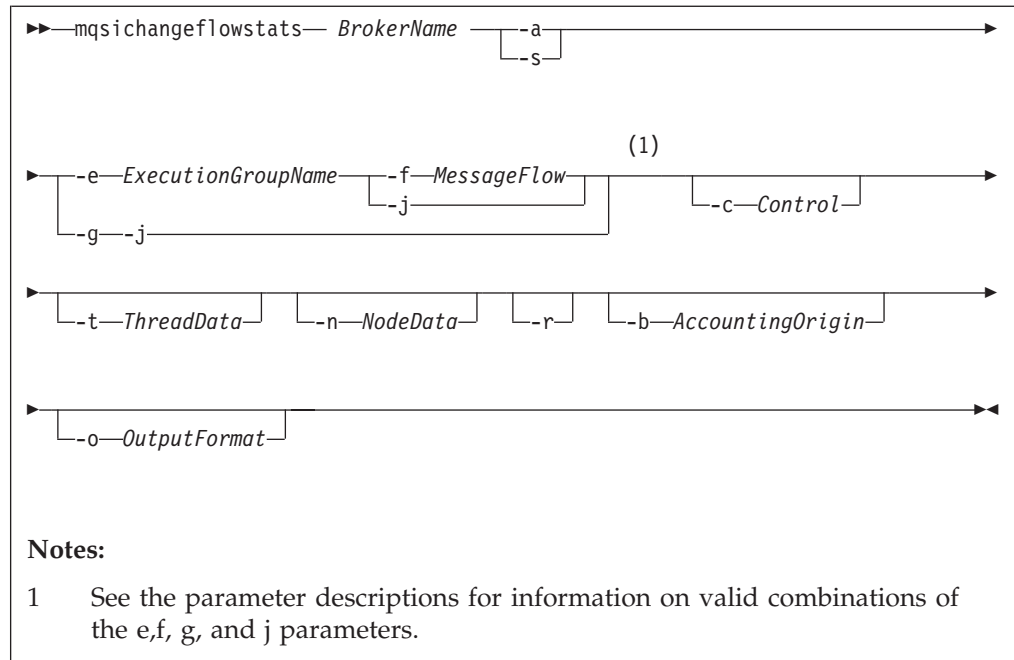 mqsichangeflowstats BrokerName -a
-s
(1)
-e ExecutionGroupName -f MessageFlow
-j -c Control
-g -j
-t ThreadData -n NodeData -r -b AccountingOrigin
-o OutputFormat
Notes:
1 See the parameter descriptions for information on valid combinations of
the e,f, g, and j parameters.